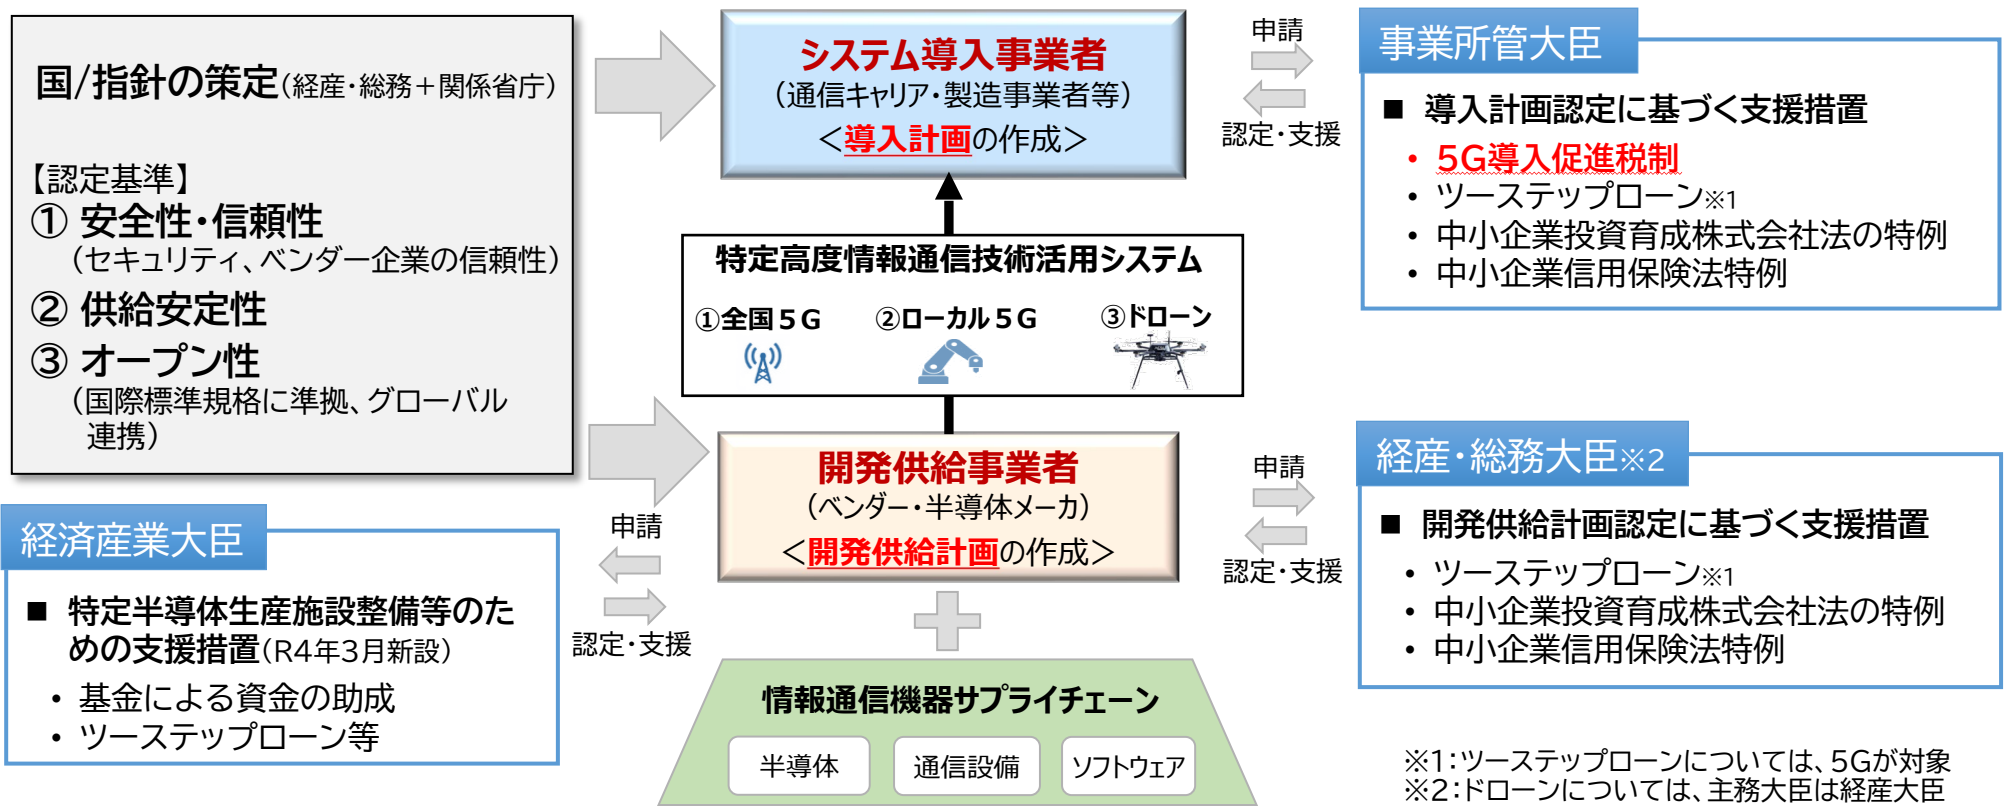 国/指針の策定(経産・総務＋関係省庁)
【認定基準】
① 安全性・信頼性
(セキュリティ、ベンダー企業の信頼性)
② 供給安定性
③ オープン性
(国際標準規格に準拠、グローバル
連携)
システム導入事業者
(通信キャリア・製造事業者等)
＜導入計画の作成＞
申請
認定・支援
事業所管大臣
■ 導入計画認定に基づく支援措置
• 5G導入促進税制
• ツーステップローン※1
• 中小企業投資育成株式会社法の特例
• 中小企業信用保険法特例
特定高度情報通信技術活用システム
①全国５G
②ローカル５G
③ドローン
開発供給事業者
(ベンダー・半導体メーカ)
＜開発供給計画の作成＞
申請
認定・支援
経産・総務大臣※2
■ 開発供給計画認定に基づく支援措置
• ツーステップローン※1
• 中小企業投資育成株式会社法の特例
• 中小企業信用保険法特例
経済産業大臣
■ 特定半導体生産施設整備等のた
めの支援措置(R4年3月新設)
• 基金による資金の助成
• ツーステップローン等
申請
認定・支援
情報通信機器サプライチェーン
半導体
通信設備
ソフトウェア
※1：ツーステップローンについては、5Gが対象
※2：ドローンについては、主務大臣は経産大臣